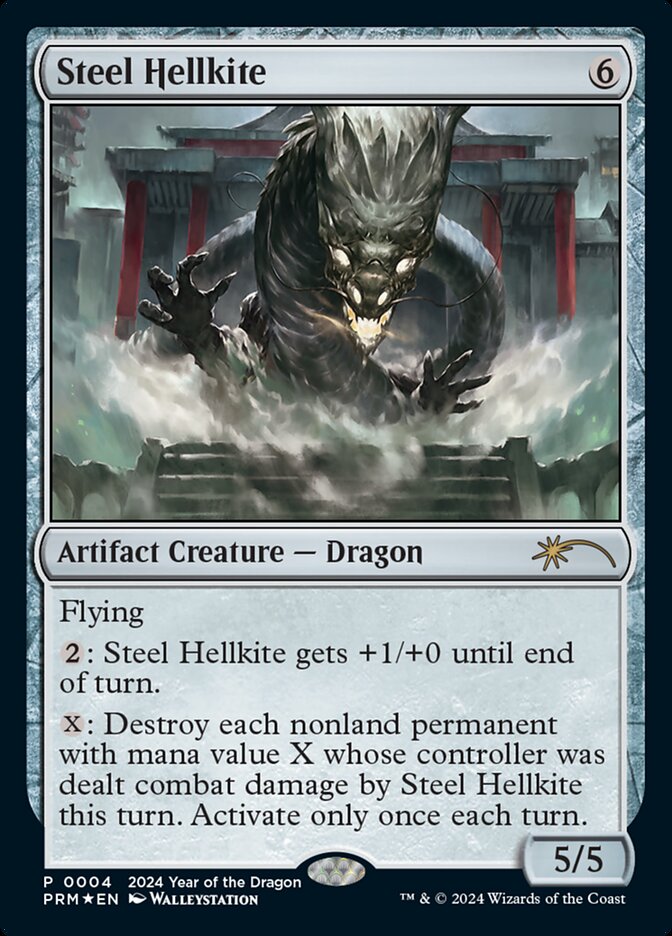 Steel Hellkite 6
Artifact Creature — Dragon
Flying
2: Steel Hellkite gets +1/+0 until end
of turn.
X: Destroy each nonland permanent
with mana value X whose controller was
dealt combat damage by Steel Hellkite
this turn. Activate only once each turn.
5/5
P 0004 2024 Year of the Dragon
PRM★EN Walleystation ™ & © 2024 Wizards of the Coast